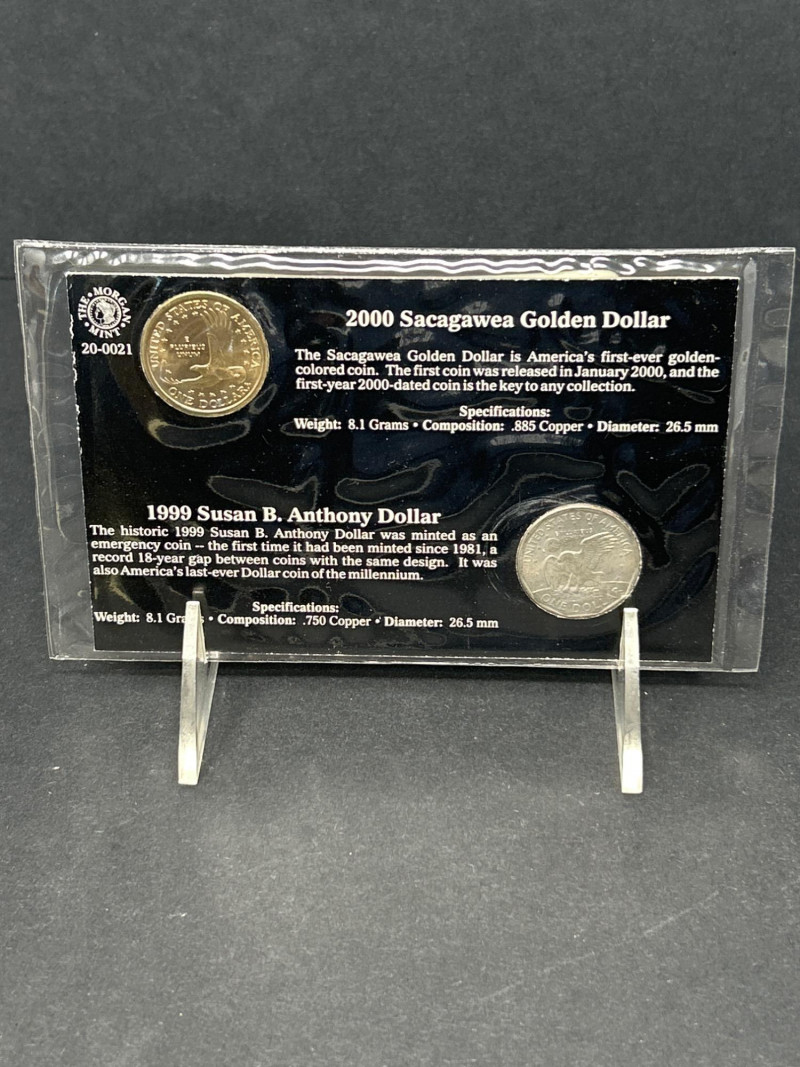 THE • MORGAN • MINT •
20-0021
UNITED STATES OF AMERICA
E
PLURIBUS
UNUM
ONE DOLLAR
2000 Sacagawea Golden Dollar
The Sacagawea Golden Dollar is America's first-ever golden-
colored coin. The first coin was released in January 2000, and the
first-year 2000-dated coin is the key to any collection.
Specifications:
Weight: 8.1 Grams • Composition: .885 Copper • Diameter: 26.5 mm
1999 Susan B. Anthony Dollar
The historic 1999 Susan B. Anthony Dollar was minted as an
emergency coin -- the first time it had been minted since 1981, a
record 18-year gap between coins with the same design. It was
also America's last-ever Dollar coin of the millennium.
Specifications:
Weight: 8.1 Grams • Composition: .750 Copper • Diameter: 26.5 mm
UNITED STATES OF AMERICA
ONE DOLLAR